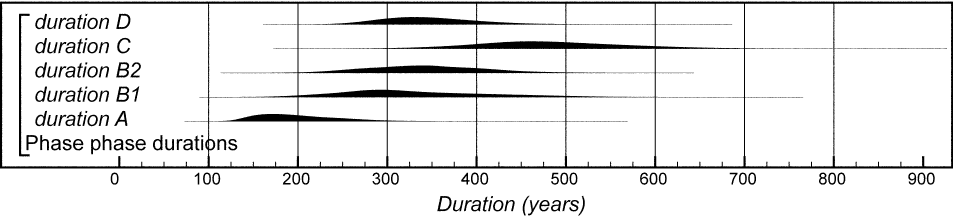 duration D
duration C
duration B2
duration B1
duration A
Phase phase durations
0 100 200 300 400 500 600 700 800 900
Duration (years)